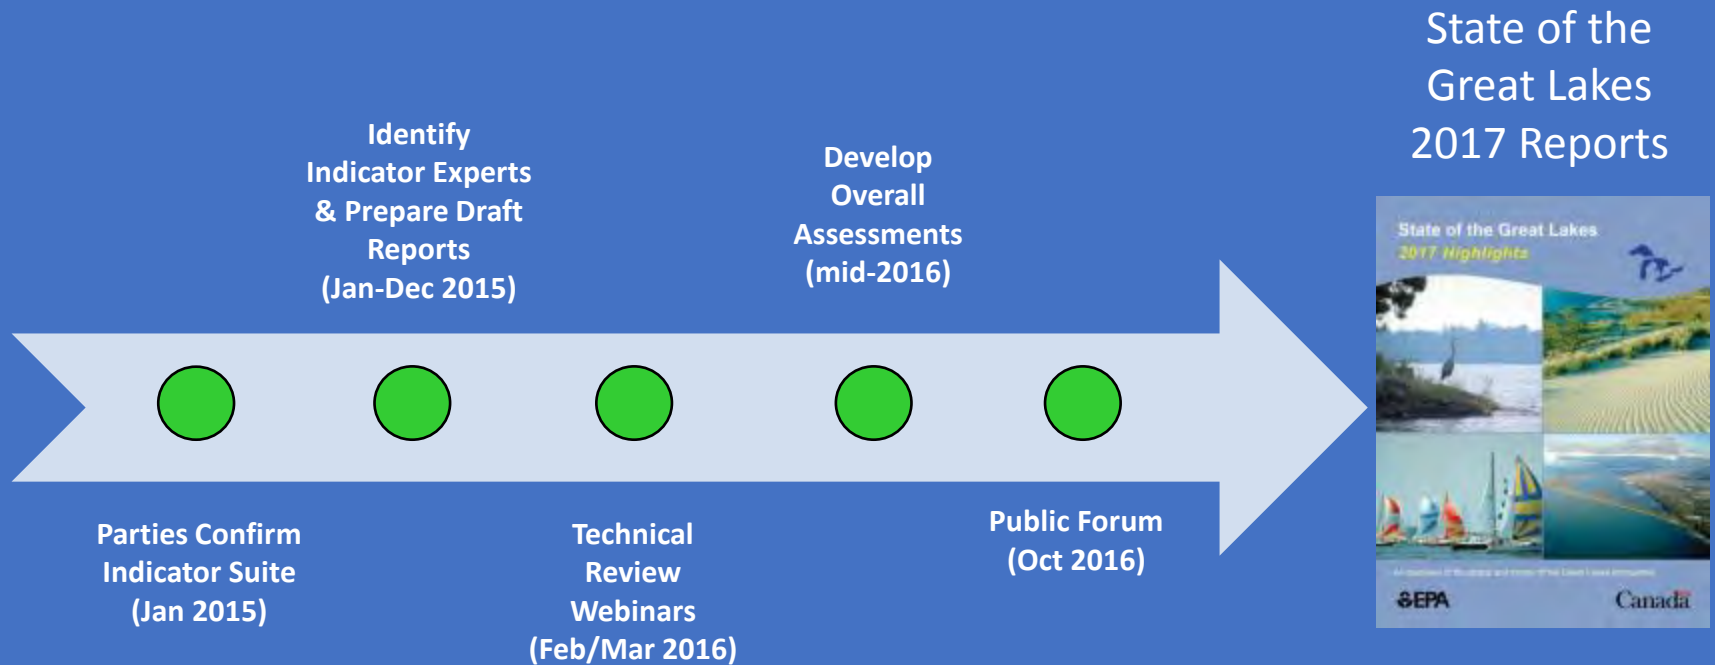 State of the
Great Lakes
2017 Reports
Identify
Indicator Experts
& Prepare Draft
Reports
(Jan-Dec 2015)
Develop
Overall
Assessments
(mid-2016)
Parties Confirm
Indicator Suite
(Jan 2015)
Technical
Review
Webinars
(Feb/Mar 2016)
Public Forum
(Oct 2016)
State of the Great Lakes
2017 Highlights
EPA
Canada